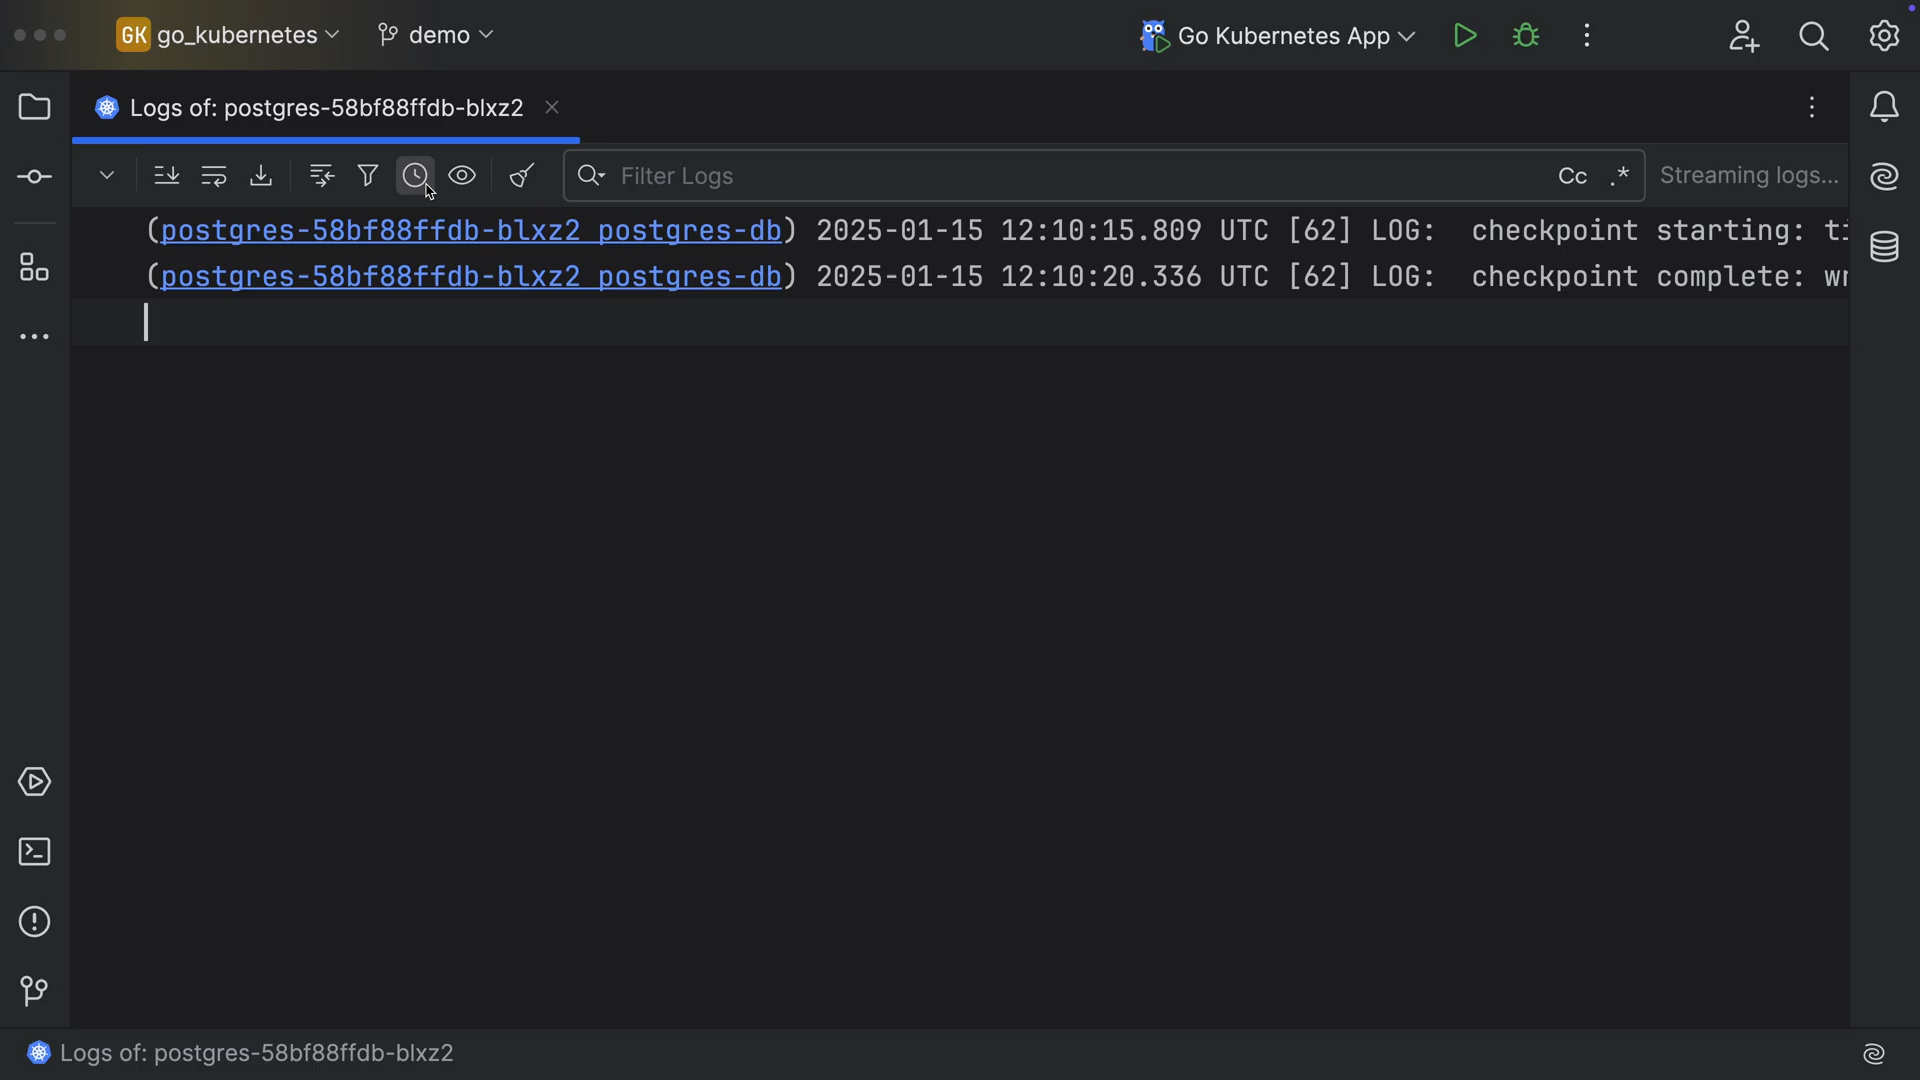 GK go_kubernetes demo Go Kubernetes App
Logs of: postgres-58bf88ffdb-blxz2
Filter Logs Cc .* Streaming logs...
(postgres-58bf88ffdb-blxz2 postgres-db) 2025-01-15 12:10:15.809 UTC [62] LOG:  checkpoint starting: ti
(postgres-58bf88ffdb-blxz2 postgres-db) 2025-01-15 12:10:20.336 UTC [62] LOG:  checkpoint complete: wr
Logs of: postgres-58bf88ffdb-blxz2